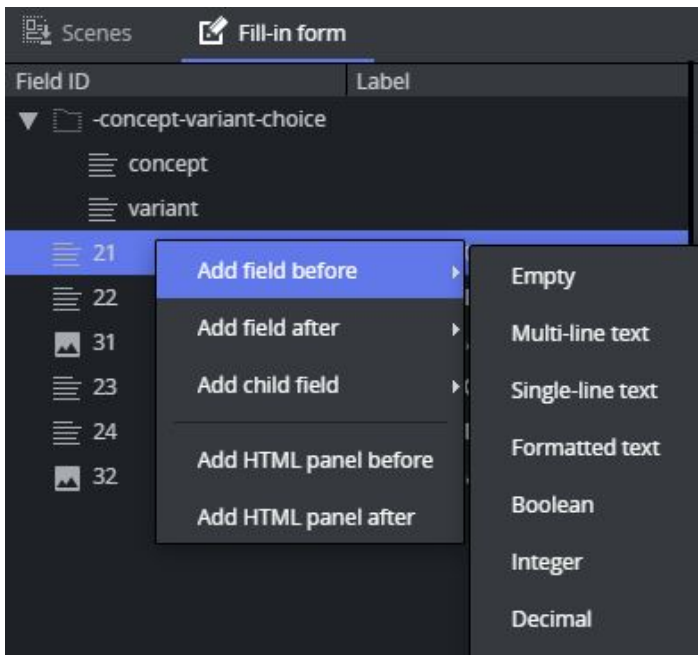 Scenes
Fill-in form
Field ID
Label
-concept-variant-choice
concept
variant
21
22
31
23
24
32
Add field before
Add field after
Add child field
Add HTML panel before
Add HTML panel after
Empty
Multi-line text
Single-line text
Formatted text
Boolean
Integer
Decimal